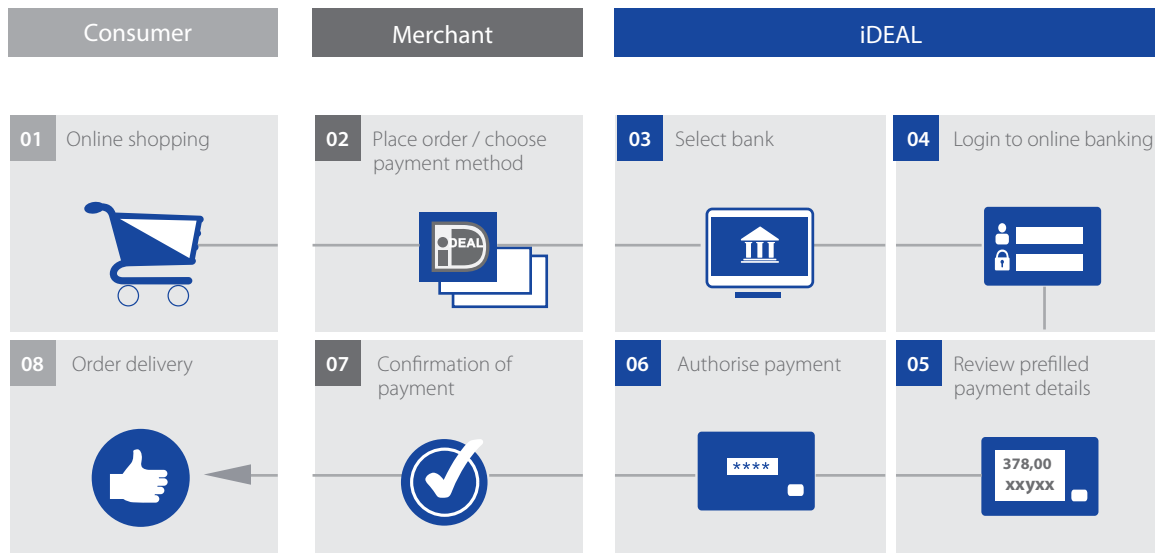 Consumer
Merchant
iDEAL
01 Online shopping
02 Place order / choose
payment method
iDEAL
03 Select bank
04 Login to online banking
08 Order delivery
07 Confirmation of
payment
06 Authorise payment
****
05 Review prefilled
payment details
378,00
xxyxx